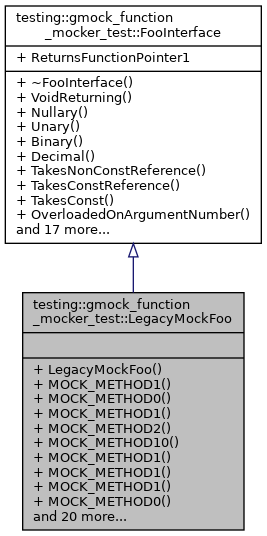 testing::gmock_function
_mocker_test::FooInterface
+ ReturnsFunctionPointer1
+ ~FooInterface()
+ VoidReturning()
+ Nullary()
+ Unary()
+ Binary()
+ Decimal()
+ TakesNonConstReference()
+ TakesConstReference()
+ TakesConst()
+ OverloadedOnArgumentNumber()
and 17 more...
testing::gmock_function
_mocker_test::LegacyMockFoo
+ LegacyMockFoo()
+ MOCK_METHOD1()
+ MOCK_METHOD0()
+ MOCK_METHOD1()
+ MOCK_METHOD2()
+ MOCK_METHOD10()
+ MOCK_METHOD1()
+ MOCK_METHOD1()
+ MOCK_METHOD1()
+ MOCK_METHOD0()
and 20 more...